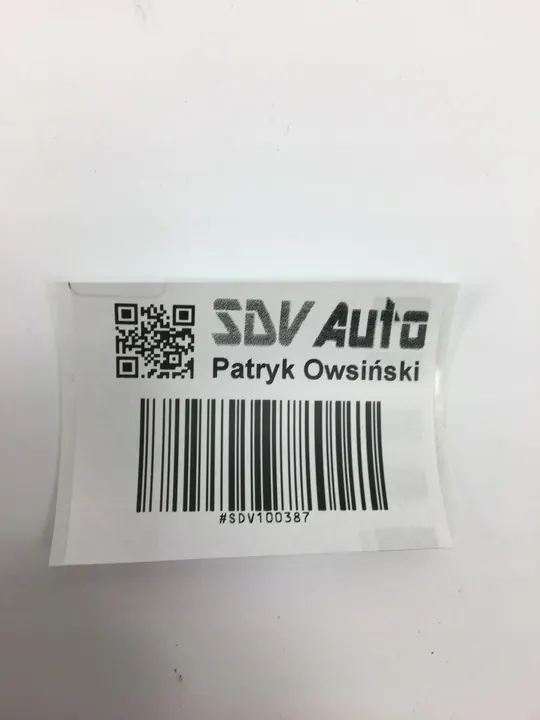 SDV Auto
Patryk Owsiński
#SDV100387